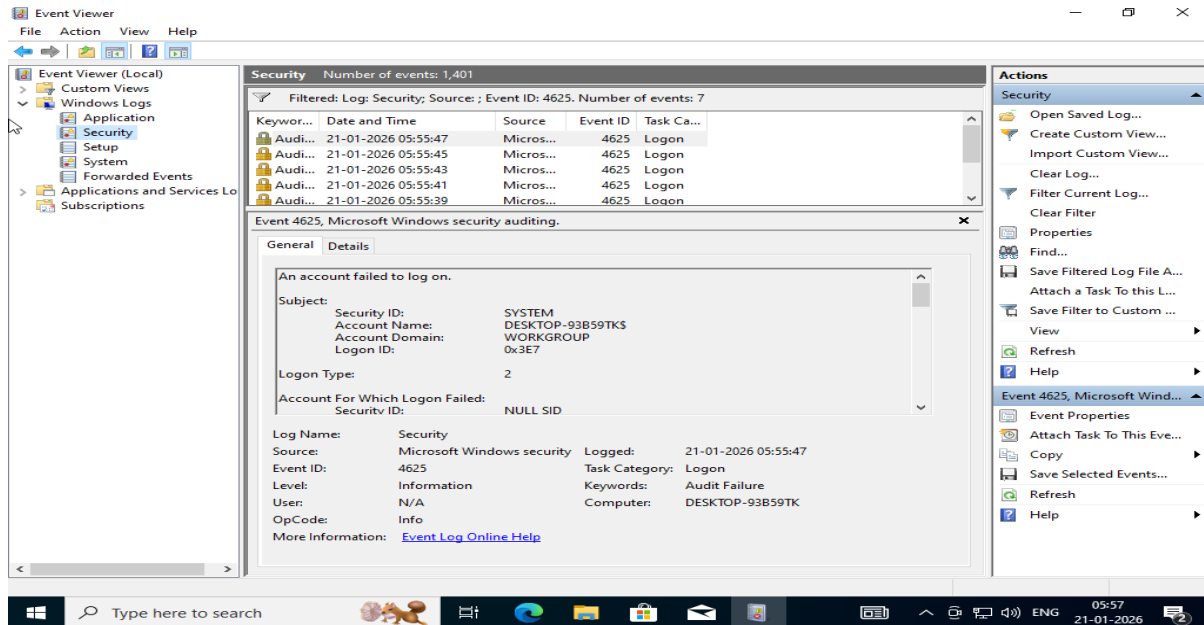 Event Viewer
File Action View Help
Event Viewer (Local)
Custom Views
Windows Logs
Application
Security
Setup
System
Forwarded Events
Applications and Services Lo
Subscriptions
Security Number of events: 1,401
Filtered: Log: Security; Source: ; Event ID: 4625. Number of events: 7
Keywor... Date and Time Source Event ID Task Ca...
Audi... 21-01-2026 05:55:47 Micros... 4625 Logon
Audi... 21-01-2026 05:55:45 Micros... 4625 Logon
Audi... 21-01-2026 05:55:43 Micros... 4625 Logon
Audi... 21-01-2026 05:55:41 Micros... 4625 Logon
Audi... 21-01-2026 05:55:39 Micros... 4625 Logon
Event 4625, Microsoft Windows security auditing.
General Details
An account failed to log on.
Subject:
Security ID: SYSTEM
Account Name: DESKTOP-93B59TK$
Account Domain: WORKGROUP
Logon ID: 0x3E7
Logon Type: 2
Account For Which Logon Failed:
Security ID: NULL SID
Log Name: Security
Source: Microsoft Windows security Logged: 21-01-2026 05:55:47
Event ID: 4625 Task Category: Logon
Level: Information Keywords: Audit Failure
User: N/A Computer: DESKTOP-93B59TK
OpCode: Info
More Information: Event Log Online Help
Actions
Security
Open Saved Log...
Create Custom View...
Import Custom View...
Clear Log...
Filter Current Log...
Clear Filter
Properties
Find...
Save Filtered Log File A...
Attach a Task To this L...
Save Filter to Custom ...
View
Refresh
Help
Event 4625, Microsoft Wind...
Event Properties
Attach Task To This Eve...
Copy
Save Selected Events...
Refresh
Help
Type here to search
ENG
05:57
21-01-2026
2